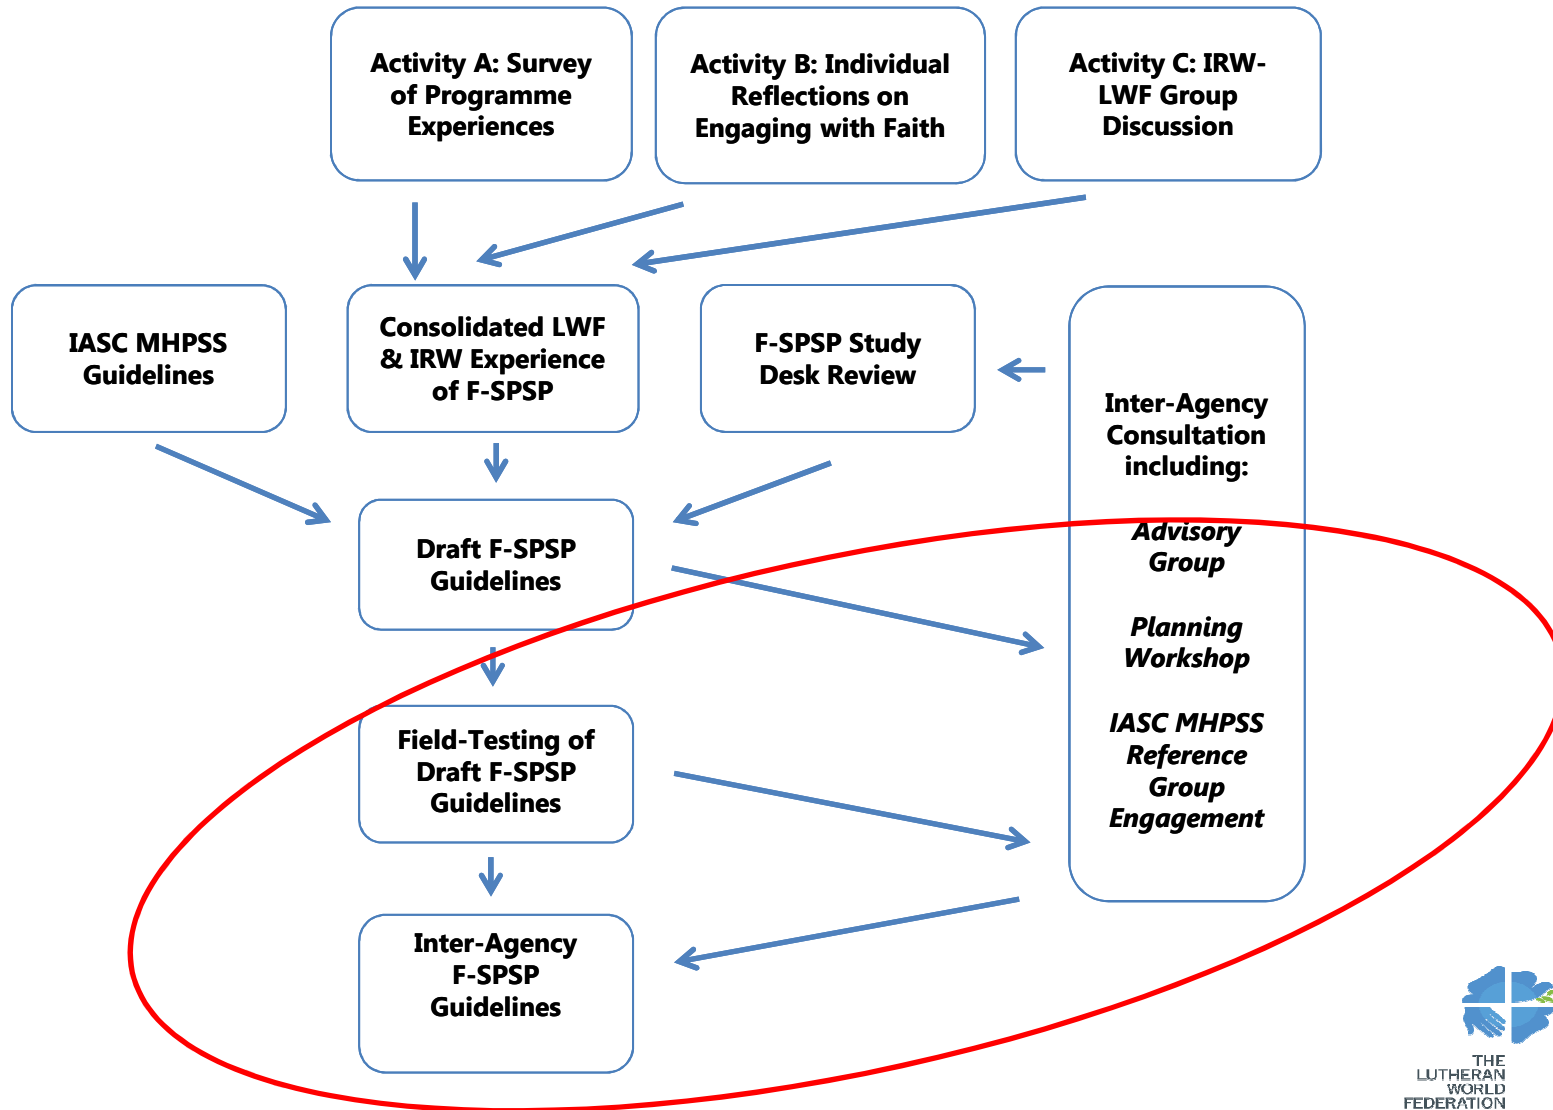 Activity A: Survey
of Programme
Experiences
Activity B: Individual
Reflections on
Engaging with Faith
Activity C: IRW-
LWF Group
Discussion
IASC MHPSS
Guidelines
Consolidated LWF
& IRW Experience
of F-SPSP
F-SPSP Study
Desk Review
Inter-Agency
Consultation
including:
Advisory
Group
Planning
Workshop
IASC MHPSS
Reference
Group
Engagement
Draft F-SPSP
Guidelines
Field-Testing of
Draft F-SPSP
Guidelines
Inter-Agency
F-SPSP
Guidelines
THE
LUTHERAN
WORLD
FEDERATION